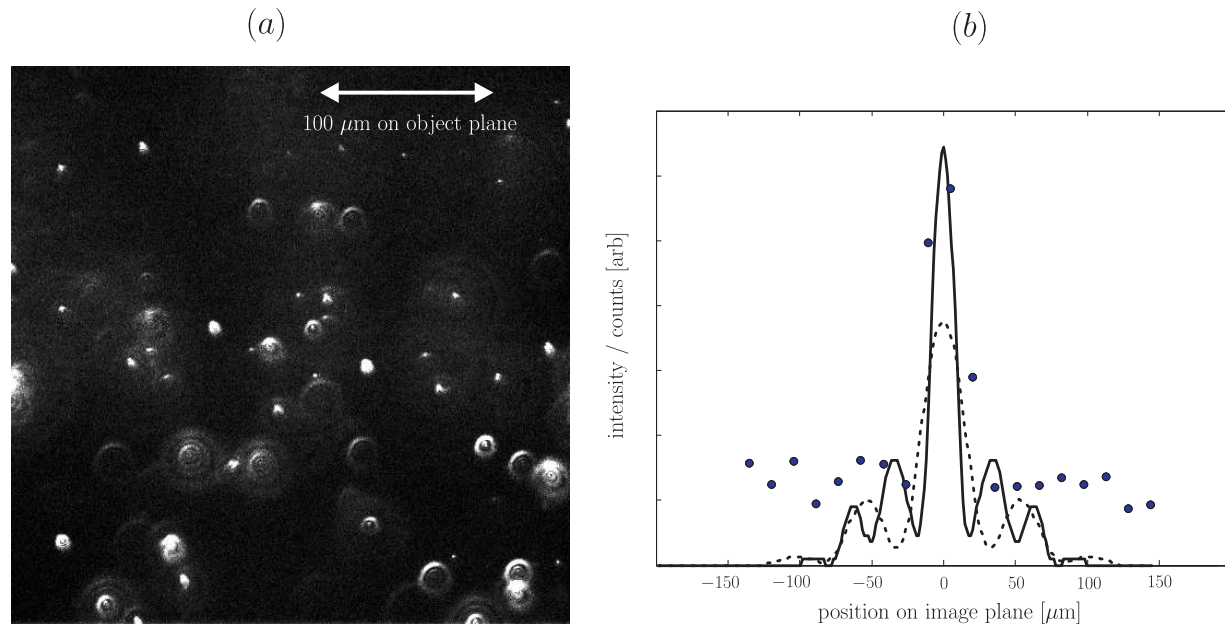 (a)
100 μm on object plane
(b)
intensity / counts [arb]
−150 −100 −50 0 50 100 150
position on image plane [μm]